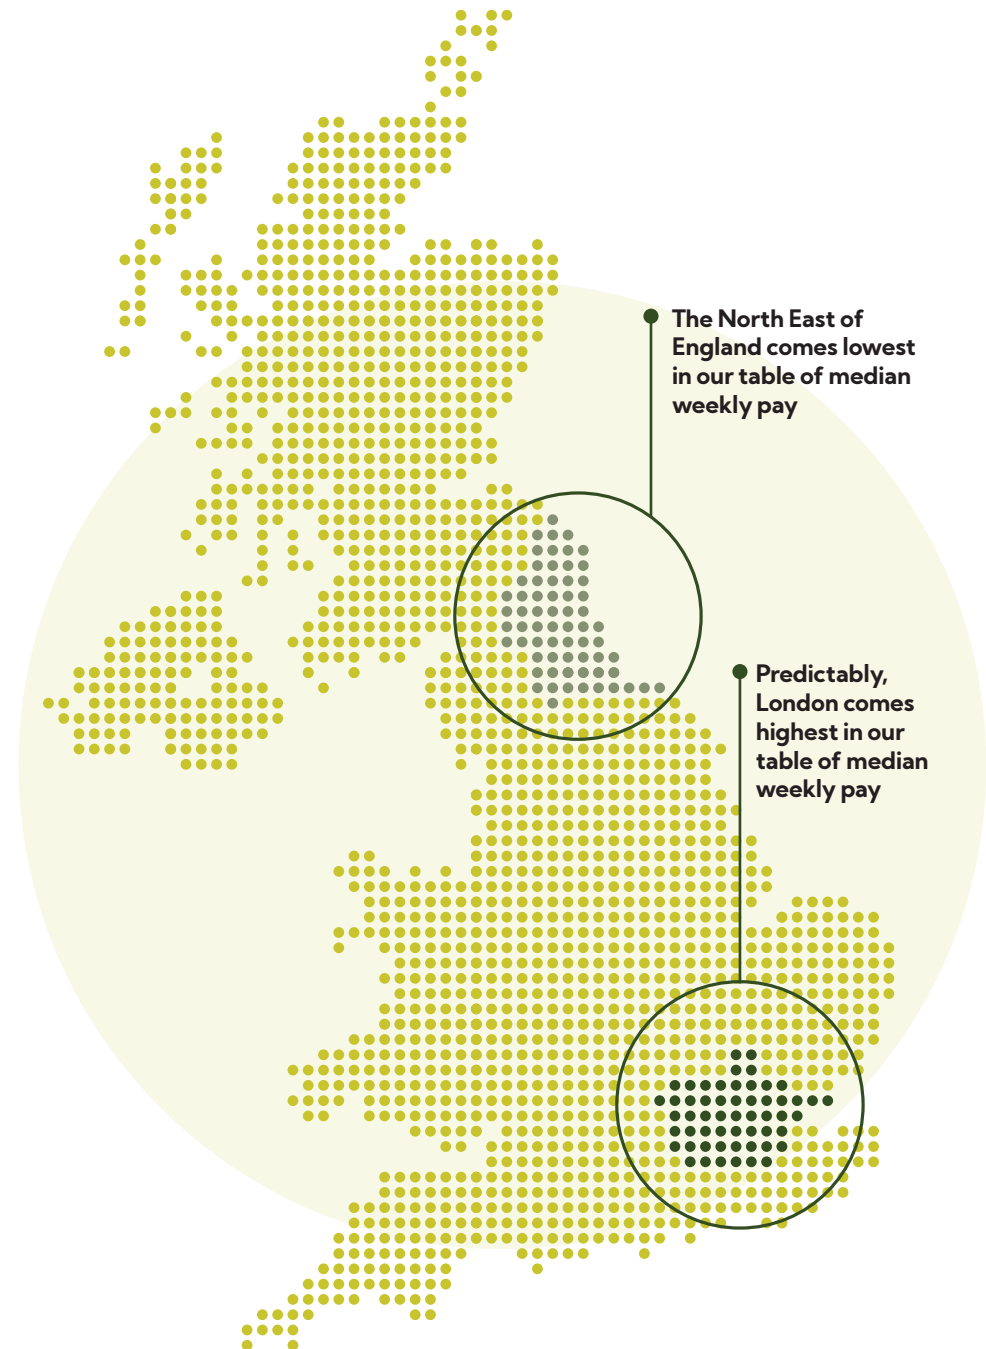 The North East of
England comes lowest
in our table of median
weekly pay
Predictably,
London comes
highest in our
table of median
weekly pay